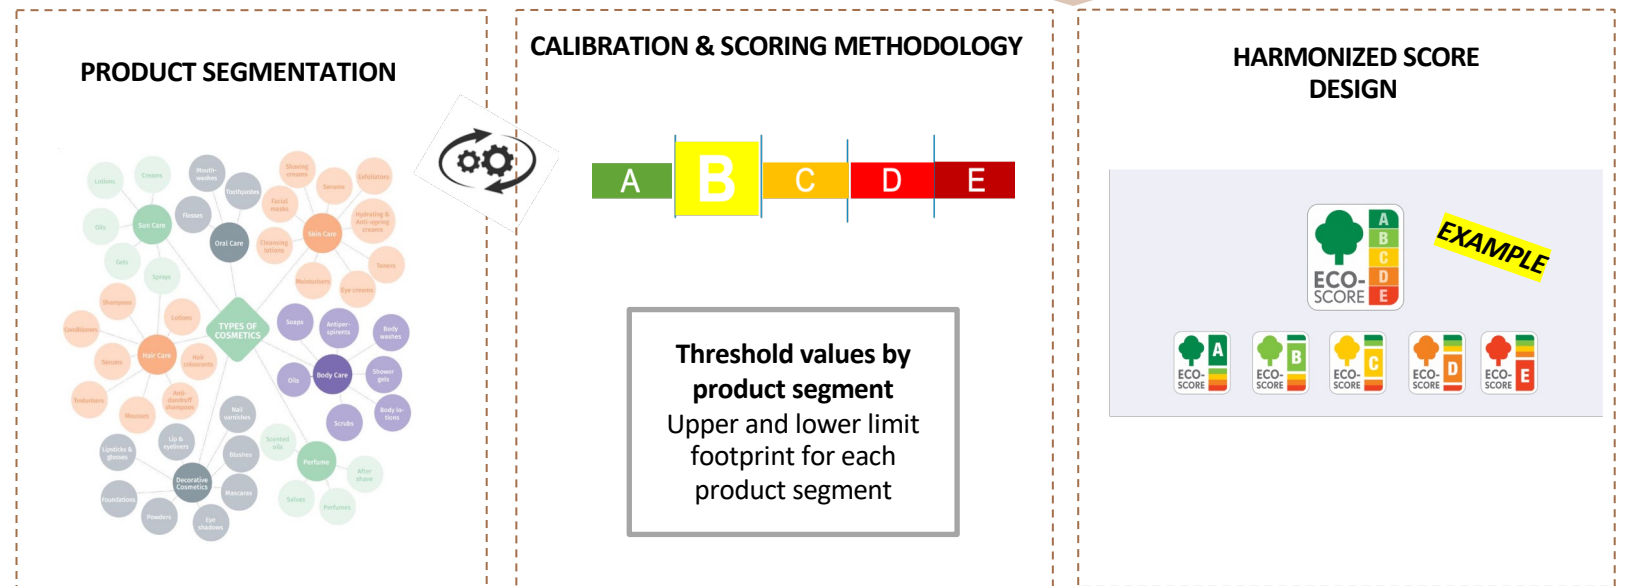 PRODUCT SEGMENTATION
Lotions
Creams
Oils
Sun Care
Gels
Sprays
Mouth-
washes
Toothpastes
Flosses
Oral Care
Shaving
creams
Serums
Exfoliators
Facial
masks
Hydrating &
Anti-ageing
creams
Skin Care
Cleansing
lotions
Toners
Moisturisers
Eye creams
TYPES OF
COSMETICS
Shampoos
Lotions
Conditioners
Hair Care
Serums
Hair
colourants
Anti-
dandruff
shampoos
Mousses
Soaps
Antiper-
spirents
Body
washes
Oils
Body Care
Shower
gels
Body lo-
tions
Scrubs
Nail
varnishes
Lip &
eyeliners
Lipsticks &
glosses
Blushes
Decorative
Cosmetics
Mascaras
Foundations
Powders
Eye
shadows
Scented
oils
Perfume
After
shave
Salves
Perfumes
CALIBRATION & SCORING METHODOLOGY
A B C D E
Threshold values by
product segment
Upper and lower limit
footprint for each
product segment
HARMONIZED SCORE
DESIGN
A
B
C
D
E
ECO-
SCORE
EXAMPLE
A
ECO-
SCORE
B
ECO-
SCORE
C
ECO-
SCORE
D
ECO-
SCORE
E
ECO-
SCORE